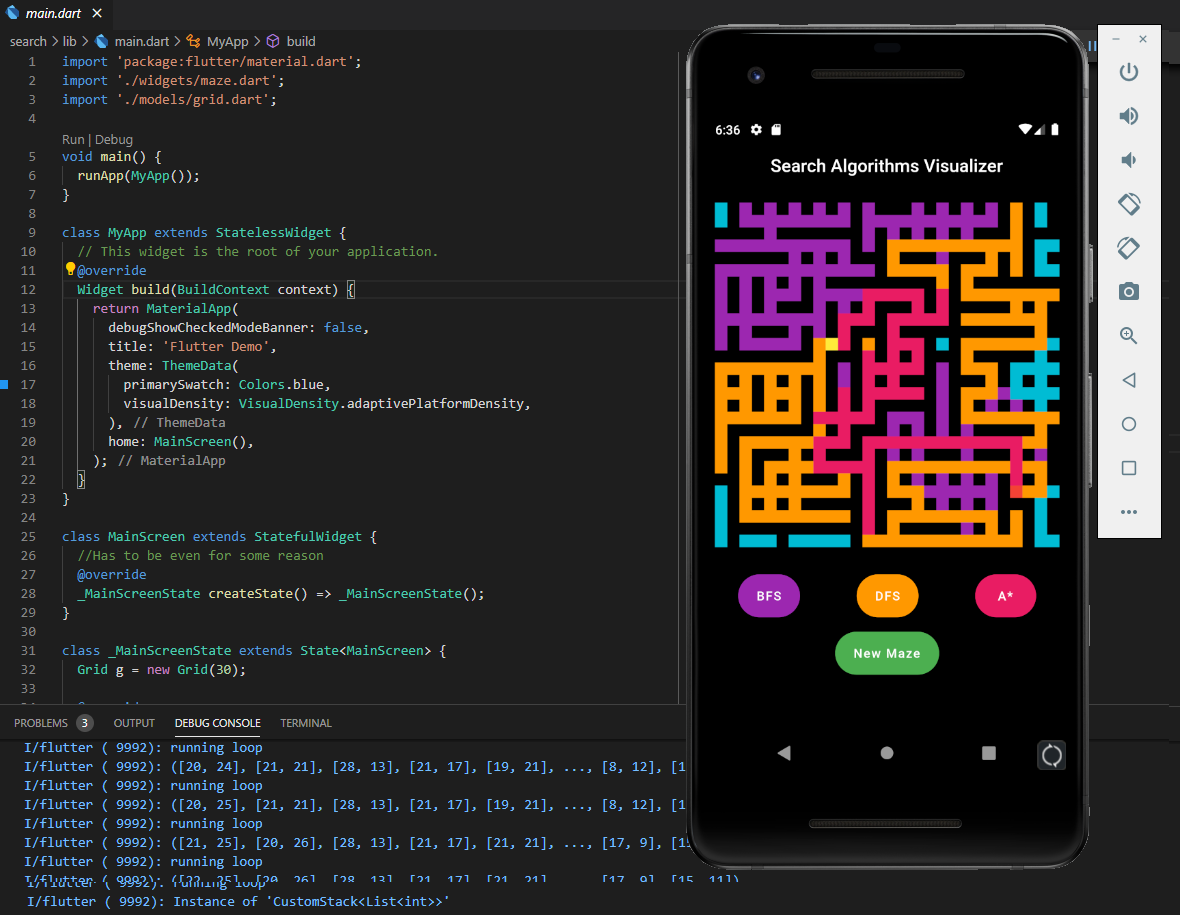 main.dart
search > lib > main.dart > MyApp > build
1 import 'package:flutter/material.dart';
2 import './widgets/maze.dart';
3 import './models/grid.dart';
4
Run | Debug
5 void main() {
6 runApp(MyApp());
7 }
8
9 class MyApp extends StatelessWidget {
10 // This widget is the root of your application.
11 @override
12 Widget build(BuildContext context) {
13 return MaterialApp(
14 debugShowCheckedModeBanner: false,
15 title: 'Flutter Demo',
16 theme: ThemeData(
17 primarySwatch: Colors.blue,
18 visualDensity: VisualDensity.adaptivePlatformDensity,
19 ), // ThemeData
20 home: MainScreen(),
21 ); // MaterialApp
22 }
23 }
24
25 class MainScreen extends StatefulWidget {
26 //Has to be even for some reason
27 @override
28 _MainScreenState createState() => _MainScreenState();
29 }
30
31 class _MainScreenState extends State<MainScreen> {
32 Grid g = new Grid(30);
33
PROBLEMS 3 OUTPUT DEBUG CONSOLE TERMINAL
I/flutter ( 9992): running loop
I/flutter ( 9992): ([20, 24], [21, 21], [28, 13], [21, 17], [19, 21], ..., [8, 12], [1
I/flutter ( 9992): running loop
I/flutter ( 9992): ([20, 25], [21, 21], [28, 13], [21, 17], [19, 21], ..., [8, 12], [1
I/flutter ( 9992): running loop
I/flutter ( 9992): ([21, 25], [20, 26], [28, 13], [21, 17], [21, 21], ..., [17, 9], [15
I/flutter ( 9992): running loop
I/flutter ( 9992): running loop
I/flutter ( 9992): Instance of 'CustomStack<List<int>>'
6:36
Search Algorithms Visualizer
BFS DFS A*
New Maze